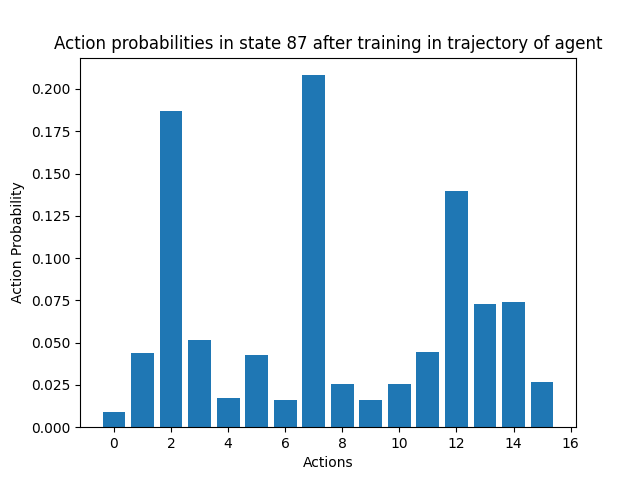 Action probabilities in state 87 after training in trajectory of agent
0.200
0.175
0.150
0.125
0.100
0.075
0.050
0.025
0.000
Action Probability
0 2 4 6 8 10 12 14 16
Actions